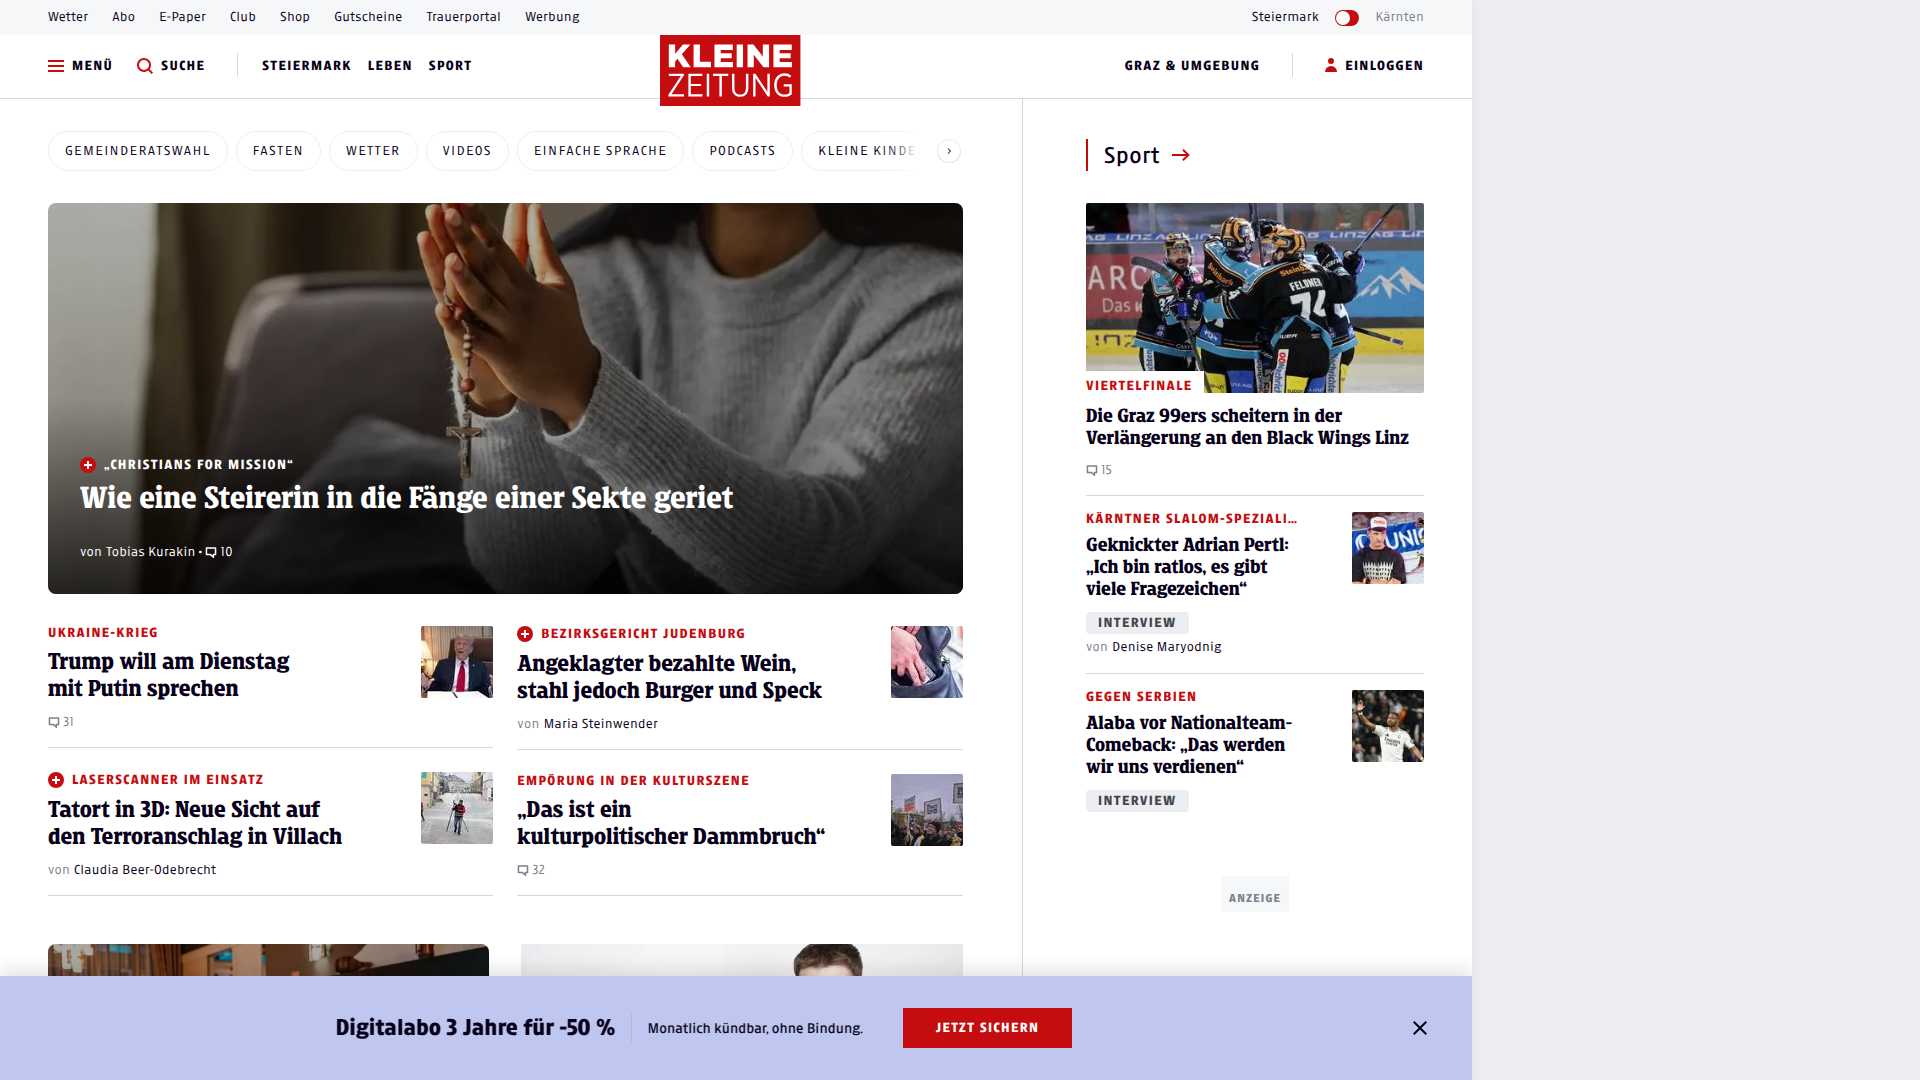 Wetter Abo E-Paper Club Shop Gutscheine Trauerportal Werbung Steiermark Kärnten
MENÜ SUCHE STEIERMARK LEBEN SPORT KLEINE ZEITUNG GRAZ & UMGEBUNG EINLOGGEN
GEMEINDERATSWAHL FASTEN WETTER VIDEOS EINFACHE SPRACHE PODCASTS KLEINE KINDE
„CHRISTIANS FOR MISSION“
Wie eine Steirerin in die Fänge einer Sekte geriet
von Tobias Kurakin • 10
UKRAINE-KRIEG
Trump will am Dienstag
mit Putin sprechen
31
BEZIRKSGERICHT JUDENBURG
Angeklagter bezahlte Wein,
stahl jedoch Burger und Speck
von Maria Steinwender
LASERSCANNER IM EINSATZ
Tatort in 3D: Neue Sicht auf
den Terroranschlag in Villach
von Claudia Beer-Odebrecht
EMPÖRUNG IN DER KULTURSZENE
„Das ist ein
kulturpolitischer Dammbruch“
32
Sport
LINZ AG LINZ AG
FELDNER
74
VIERTELFINALE
Die Graz 99ers scheitern in der
Verlängerung an den Black Wings Linz
15
KÄRNTNER SLALOM-SPEZIALI...
Geknickter Adrian Pertl:
„Ich bin ratlos, es gibt
viele Fragezeichen“
INTERVIEW
von Denise Maryodnig
GEGEN SERBIEN
Alaba vor Nationalteam-
Comeback: „Das werden
wir uns verdienen“
INTERVIEW
ANZEIGE
Digitalabo 3 Jahre für -50 %
Monatlich kündbar, ohne Bindung.
JETZT SICHERN